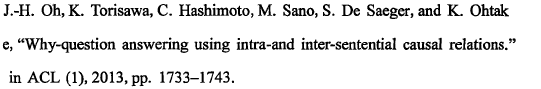 J.-H. Oh, K. Torisawa, C. Hashimoto, M. Sano, S. De Saeger, and K. Ohtak
e, “Why-question answering using intra-and inter-sentential causal relations.”
in ACL (1), 2013, pp. 1733–1743.